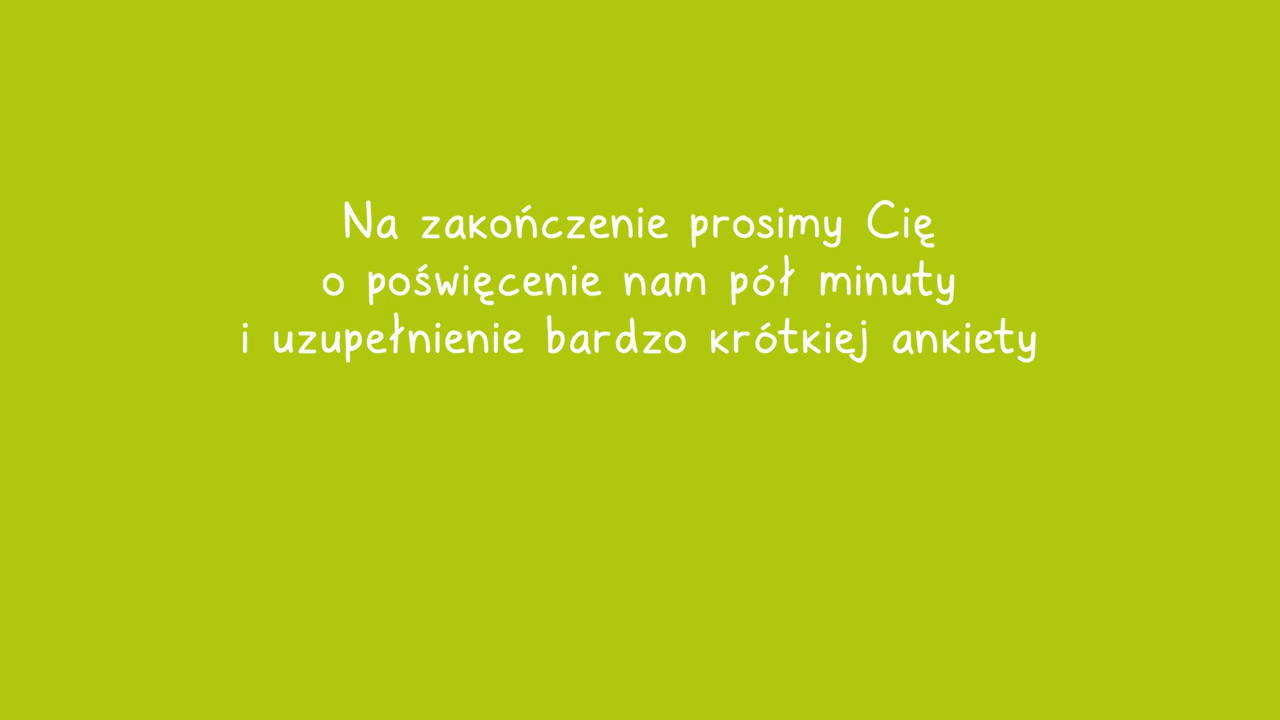 Na zakończenie prosimy Cię
o poświęcenie nam pół minuty
i uzupełnienie bardzo krótkiej ankiety